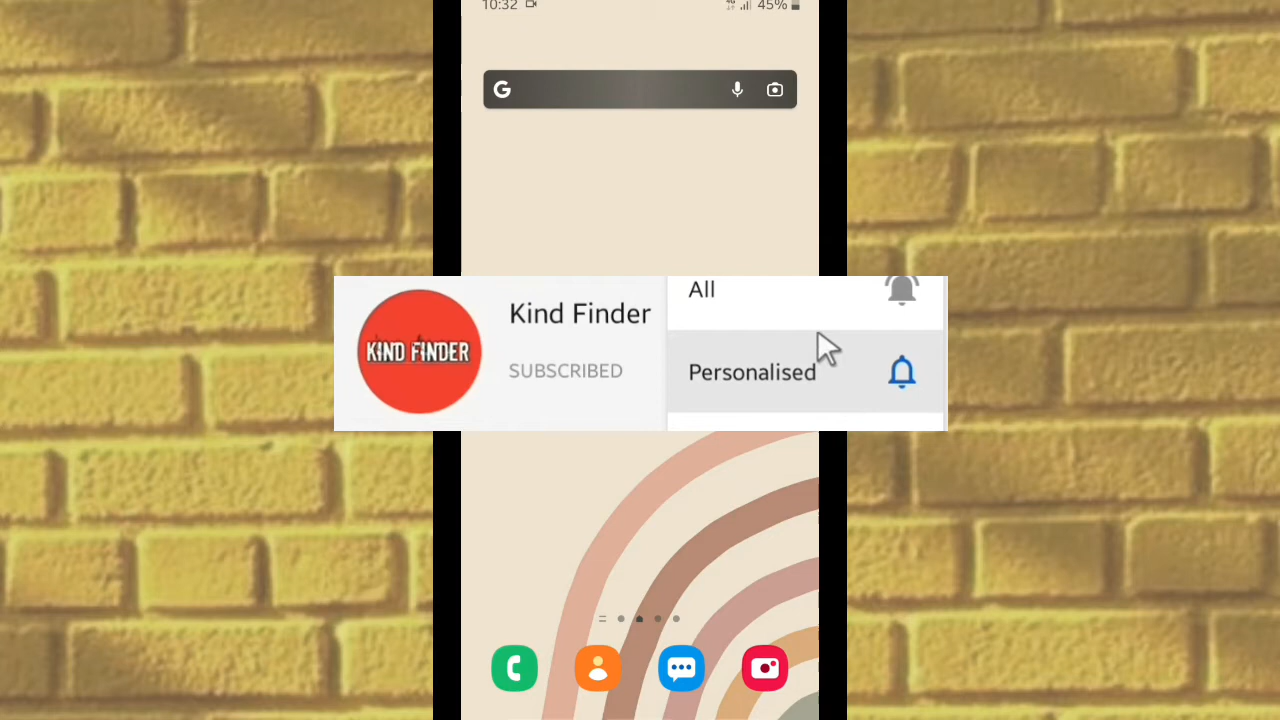 10:32
45%
G
All
Kind Finder
KIND FINDER
SUBSCRIBED
Personalised